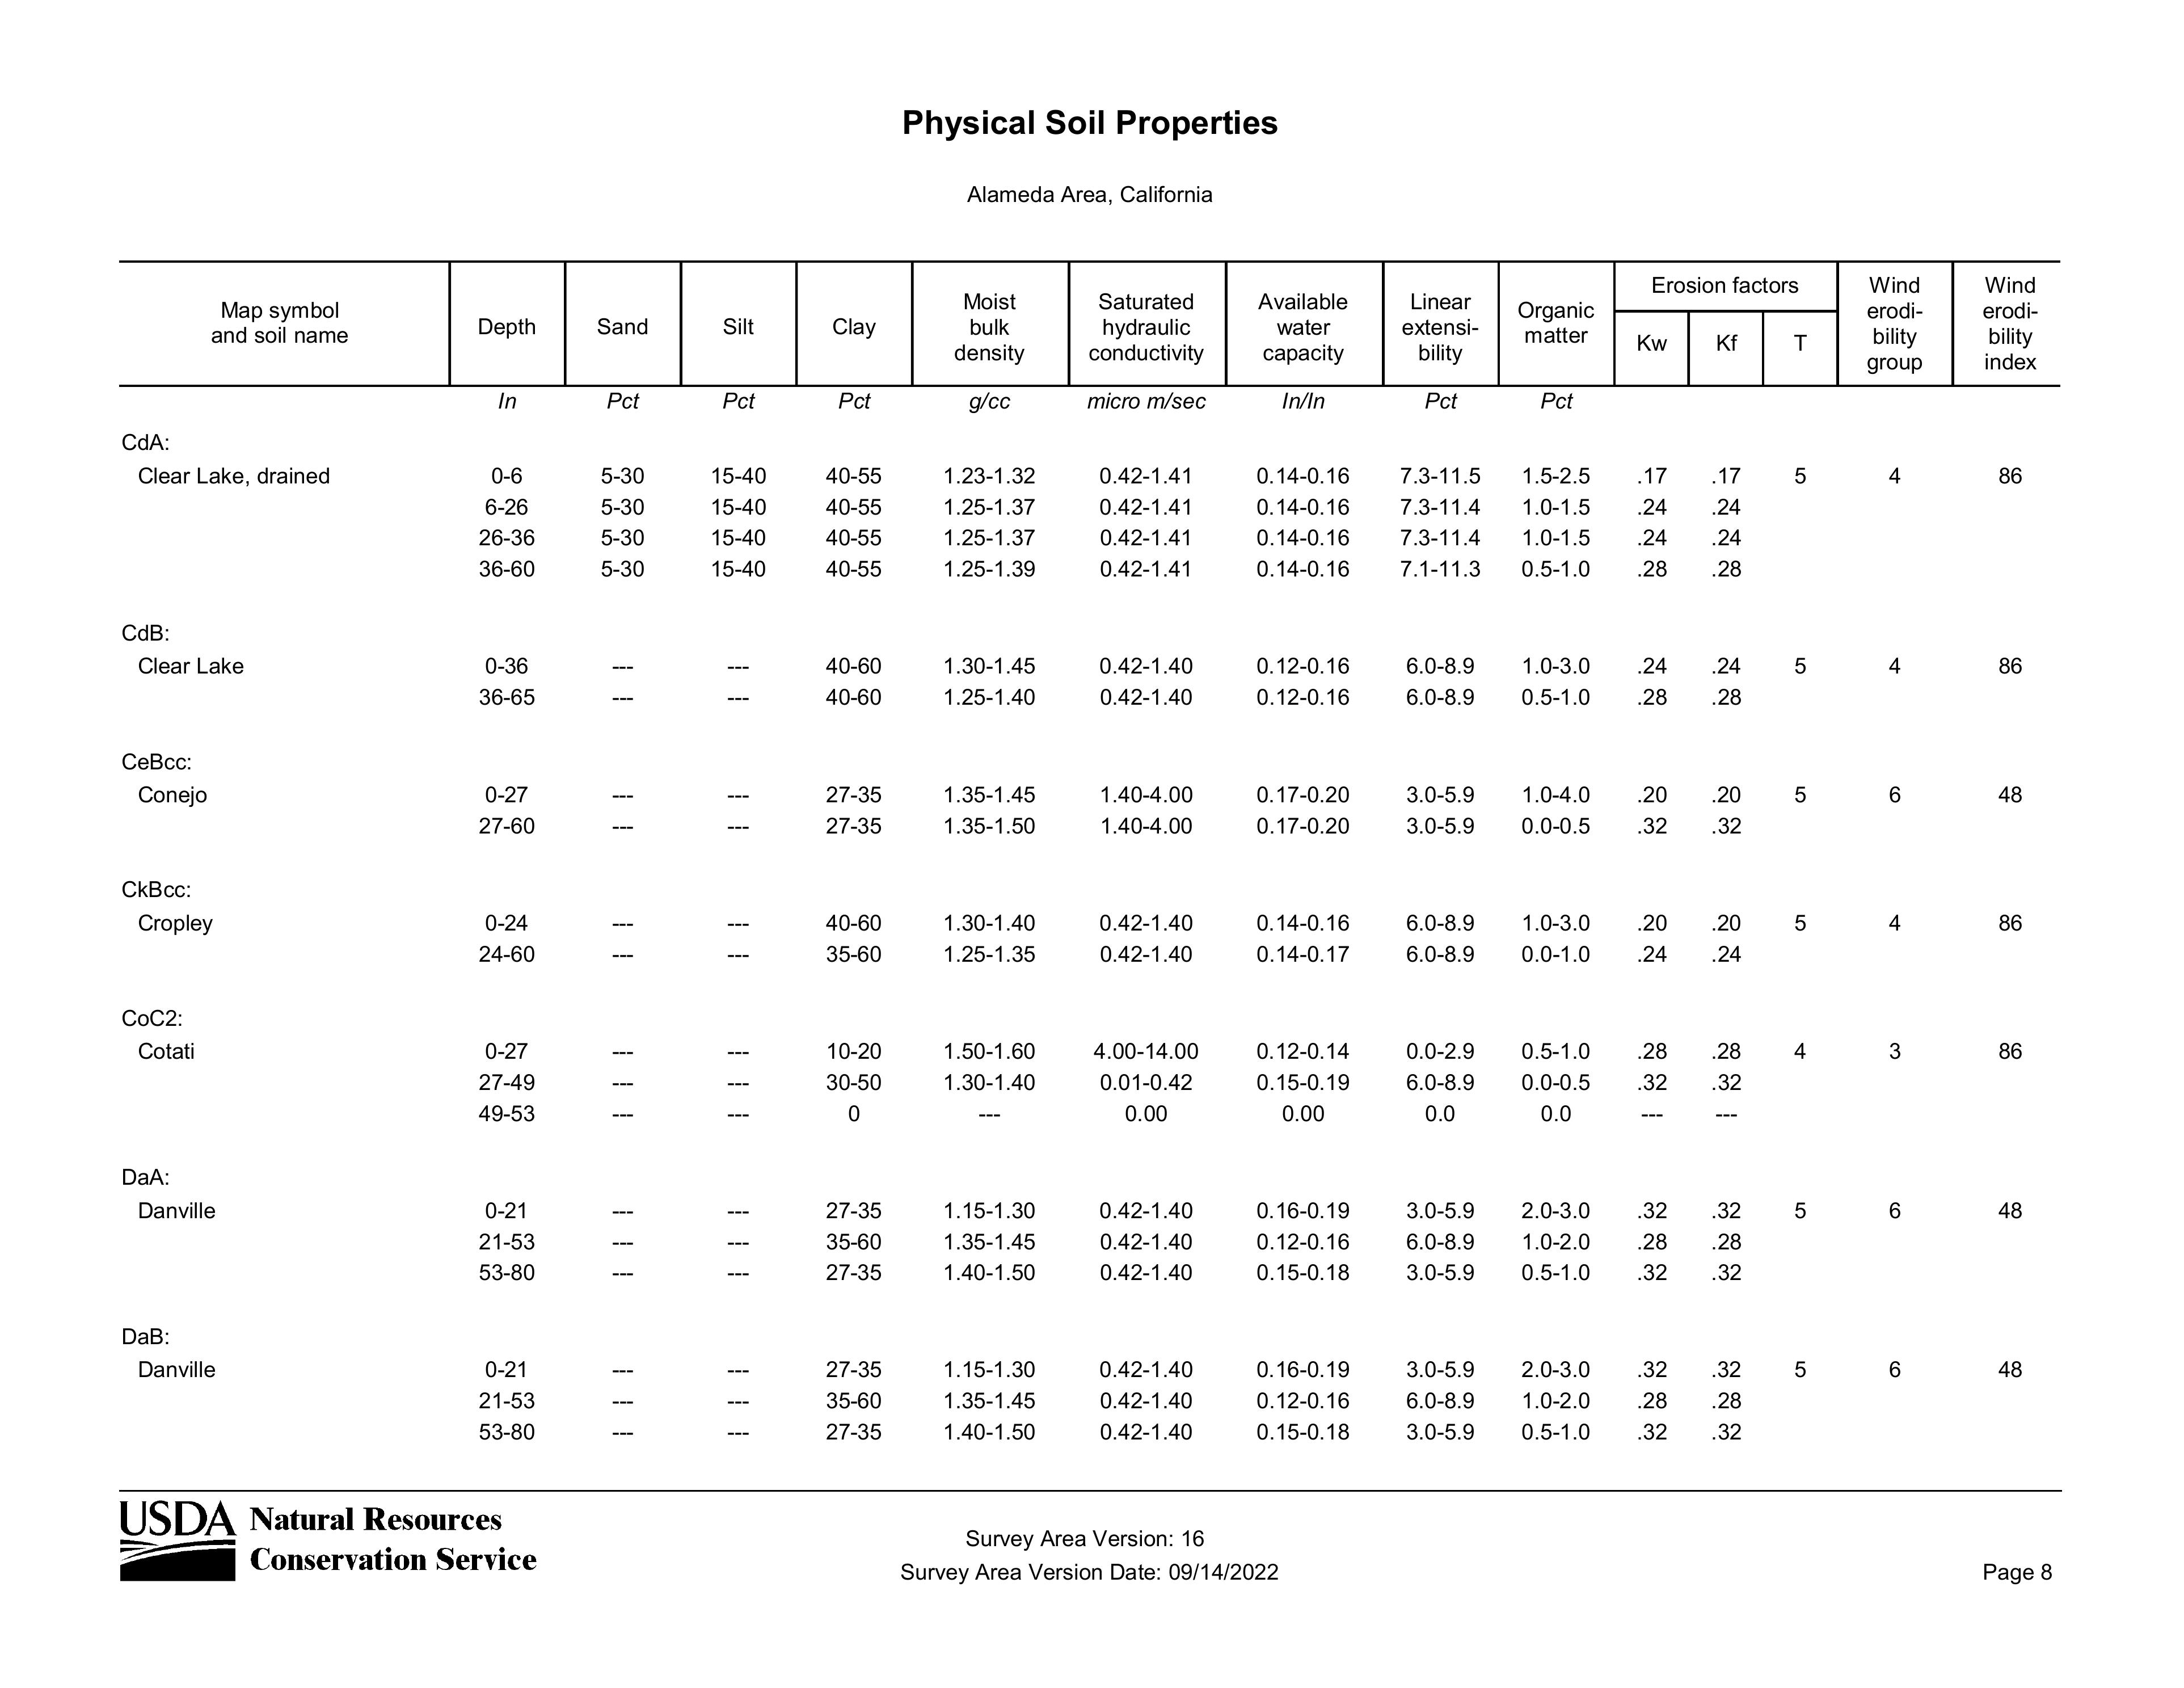 Physical Soil Properties
Alameda Area, California
Map symbol and soil name Depth Sand Silt Clay Moist bulk density Saturated hydraulic conductivity Available water capacity Linear extensi- bility Organic matter Erosion factors Kw Kf T Wind erodi- bility group Wind erodi- bility index
In Pct Pct Pct g/cc micro m/sec In/In Pct Pct
CdA:
Clear Lake, drained 0-6 5-30 15-40 40-55 1.23-1.32 0.42-1.41 0.14-0.16 7.3-11.5 1.5-2.5 .17 .17 5 4 86
6-26 5-30 15-40 40-55 1.25-1.37 0.42-1.41 0.14-0.16 7.3-11.4 1.0-1.5 .24 .24
26-36 5-30 15-40 40-55 1.25-1.37 0.42-1.41 0.14-0.16 7.3-11.4 1.0-1.5 .24 .24
36-60 5-30 15-40 40-55 1.25-1.39 0.42-1.41 0.14-0.16 7.1-11.3 0.5-1.0 .28 .28
CdB:
Clear Lake 0-36 --- --- 40-60 1.30-1.45 0.42-1.40 0.12-0.16 6.0-8.9 1.0-3.0 .24 .24 5 4 86
36-65 --- --- 40-60 1.25-1.40 0.42-1.40 0.12-0.16 6.0-8.9 0.5-1.0 .28 .28
CeBcc:
Conejo 0-27 --- --- 27-35 1.35-1.45 1.40-4.00 0.17-0.20 3.0-5.9 1.0-4.0 .20 .20 5 6 48
27-60 --- --- 27-35 1.35-1.50 1.40-4.00 0.17-0.20 3.0-5.9 0.0-0.5 .32 .32
CkBcc:
Cropley 0-24 --- --- 40-60 1.30-1.40 0.42-1.40 0.14-0.16 6.0-8.9 1.0-3.0 .20 .20 5 4 86
24-60 --- --- 35-60 1.25-1.35 0.42-1.40 0.14-0.17 6.0-8.9 0.0-1.0 .24 .24
CoC2:
Cotati 0-27 --- --- 10-20 1.50-1.60 4.00-14.00 0.12-0.14 0.0-2.9 0.5-1.0 .28 .28 4 3 86
27-49 --- --- 30-50 1.30-1.40 0.01-0.42 0.15-0.19 6.0-8.9 0.0-0.5 .32 .32
49-53 --- --- 0 --- 0.00 0.00 0.0 0.0 --- ---
DaA:
Danville 0-21 --- --- 27-35 1.15-1.30 0.42-1.40 0.16-0.19 3.0-5.9 2.0-3.0 .32 .32 5 6 48
21-53 --- --- 35-60 1.35-1.45 0.42-1.40 0.12-0.16 6.0-8.9 1.0-2.0 .28 .28
53-80 --- --- 27-35 1.40-1.50 0.42-1.40 0.15-0.18 3.0-5.9 0.5-1.0 .32 .32
DaB:
Danville 0-21 --- --- 27-35 1.15-1.30 0.42-1.40 0.16-0.19 3.0-5.9 2.0-3.0 .32 .32 5 6 48
21-53 --- --- 35-60 1.35-1.45 0.42-1.40 0.12-0.16 6.0-8.9 1.0-2.0 .28 .28
53-80 --- --- 27-35 1.40-1.50 0.42-1.40 0.15-0.18 3.0-5.9 0.5-1.0 .32 .32
USDA Natural Resources
Conservation Service
Survey Area Version: 16
Survey Area Version Date: 09/14/2022
Page 8